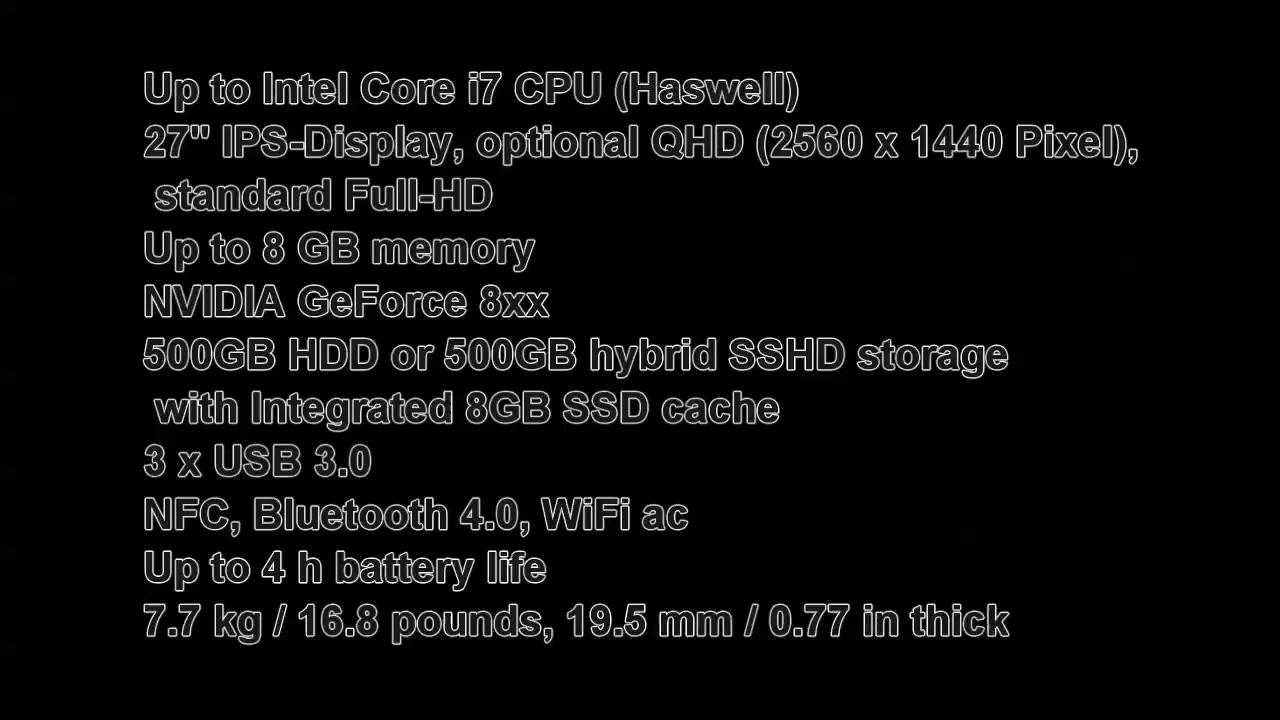 Up to Intel Core i7 CPU (Haswell)
27" IPS-Display, optional QHD (2560 x 1440 Pixel),
standard Full-HD
Up to 8 GB memory
NVIDIA GeForce 8xx
500GB HDD or 500GB hybrid SSHD storage
with Integrated 8GB SSD cache
3 x USB 3.0
NFC, Bluetooth 4.0, WiFi ac
Up to 4 h battery life
7.7 kg / 16.8 pounds, 19.5 mm / 0.77 in thick